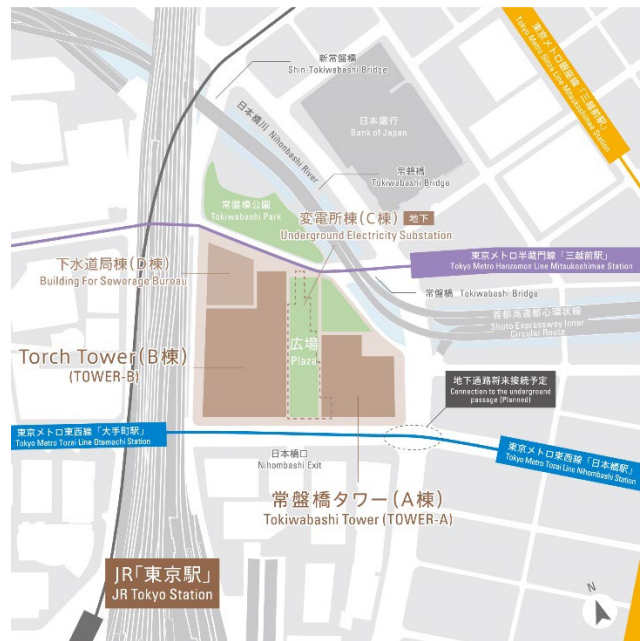 新常盤橋
Shin-Tokiwabashi Bridge
東京メトロ銀座線「三越前駅」
Tokyo Metro Ginza Line Mitsukoshimae Station
日本橋川 Nihonbashi River
日本銀行
Bank of Japan
常磐橋
Tokiwabashi Bridge
常盤橋公園
Tokiwabashi Park
変電所棟(C棟) 地下
Underground Electricity Substation
下水道局棟(D棟)
Building For Sewerage Bureau
東京メトロ半蔵門線「三越前駅」
Tokyo Metro Hanzomon Line Mitsukoshimae Station
常盤橋 Tokiwabashi Bridge
首都高速都心環状線
Shuto Expressway Inner
Circular Route
Torch Tower(B棟)
(TOWER-B)
広場
Plaza
地下通路将来接続予定
Connection to the underground
passage (Planned)
東京メトロ東西線「大手町駅」
Tokyo Metro Tozai Line Otemachi Station
日本橋口
Nihombashi Exit
東京メトロ東西線「日本橋駅」
Tokyo Metro Tozai Line Nihombashi Station
常盤橋タワー(A棟)
Tokiwabashi Tower (TOWER-A)
JR「東京駅」
JR Tokyo Station
N